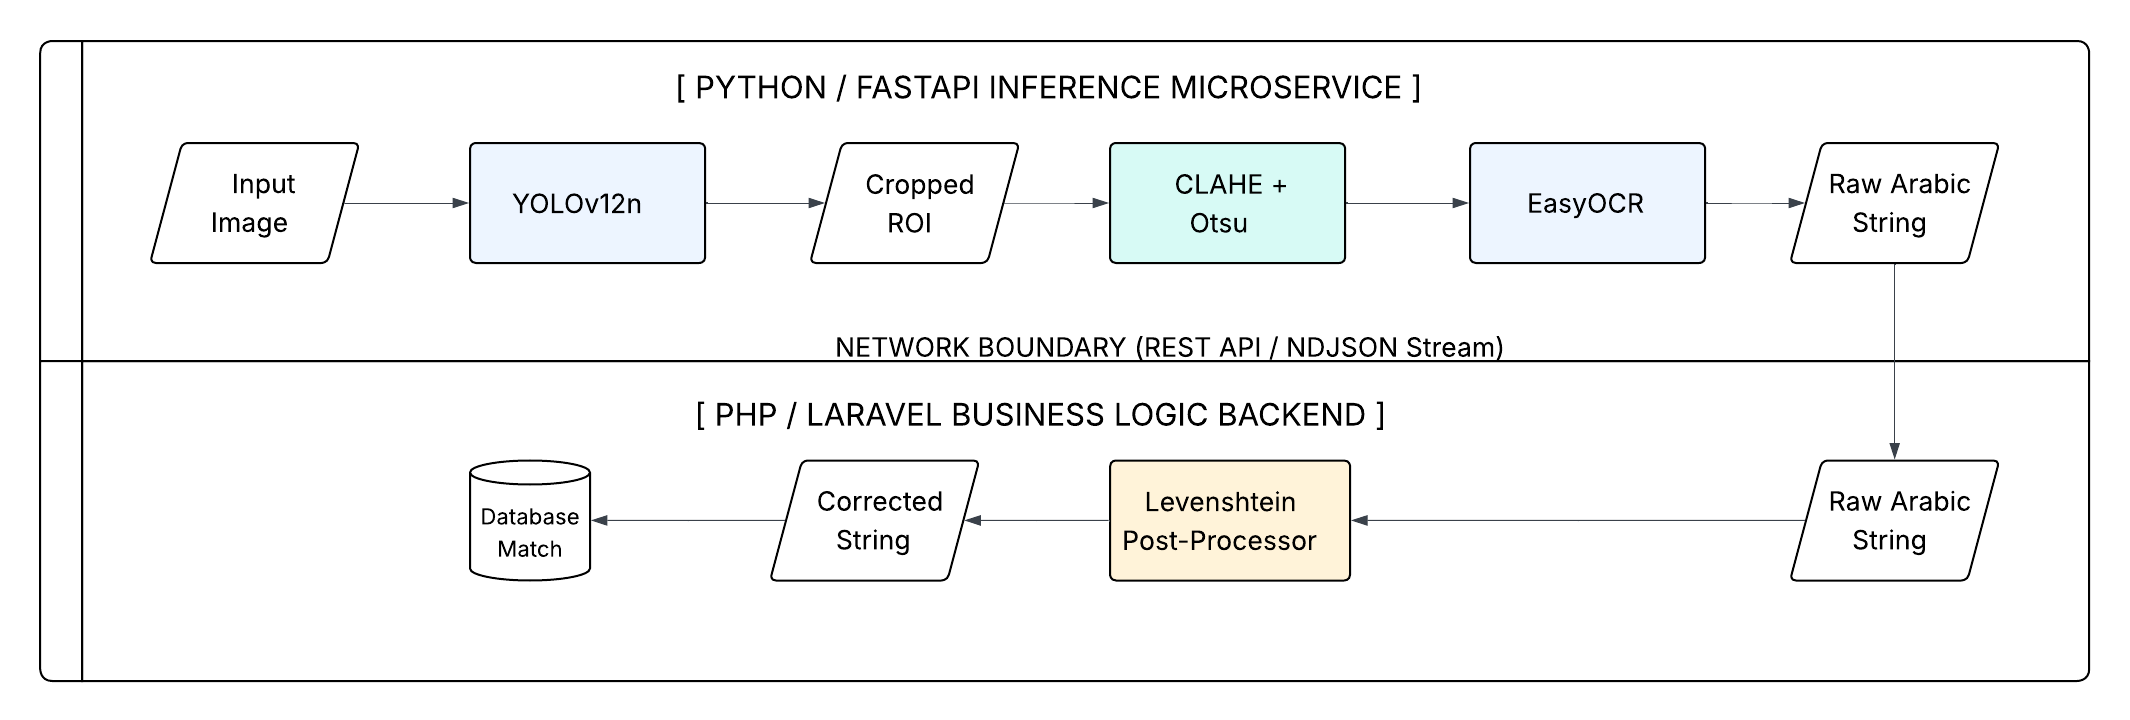 [ PYTHON / FASTAPI INFERENCE MICROSERVICE ]
Input
Image
YOLOv12n
Cropped
ROI
CLAHE +
Otsu
EasyOCR
Raw Arabic
String
NETWORK BOUNDARY (REST API / NDJSON Stream)
[ PHP / LARAVEL BUSINESS LOGIC BACKEND ]
Database
Match
Corrected
String
Levenshtein
Post-Processor
Raw Arabic
String